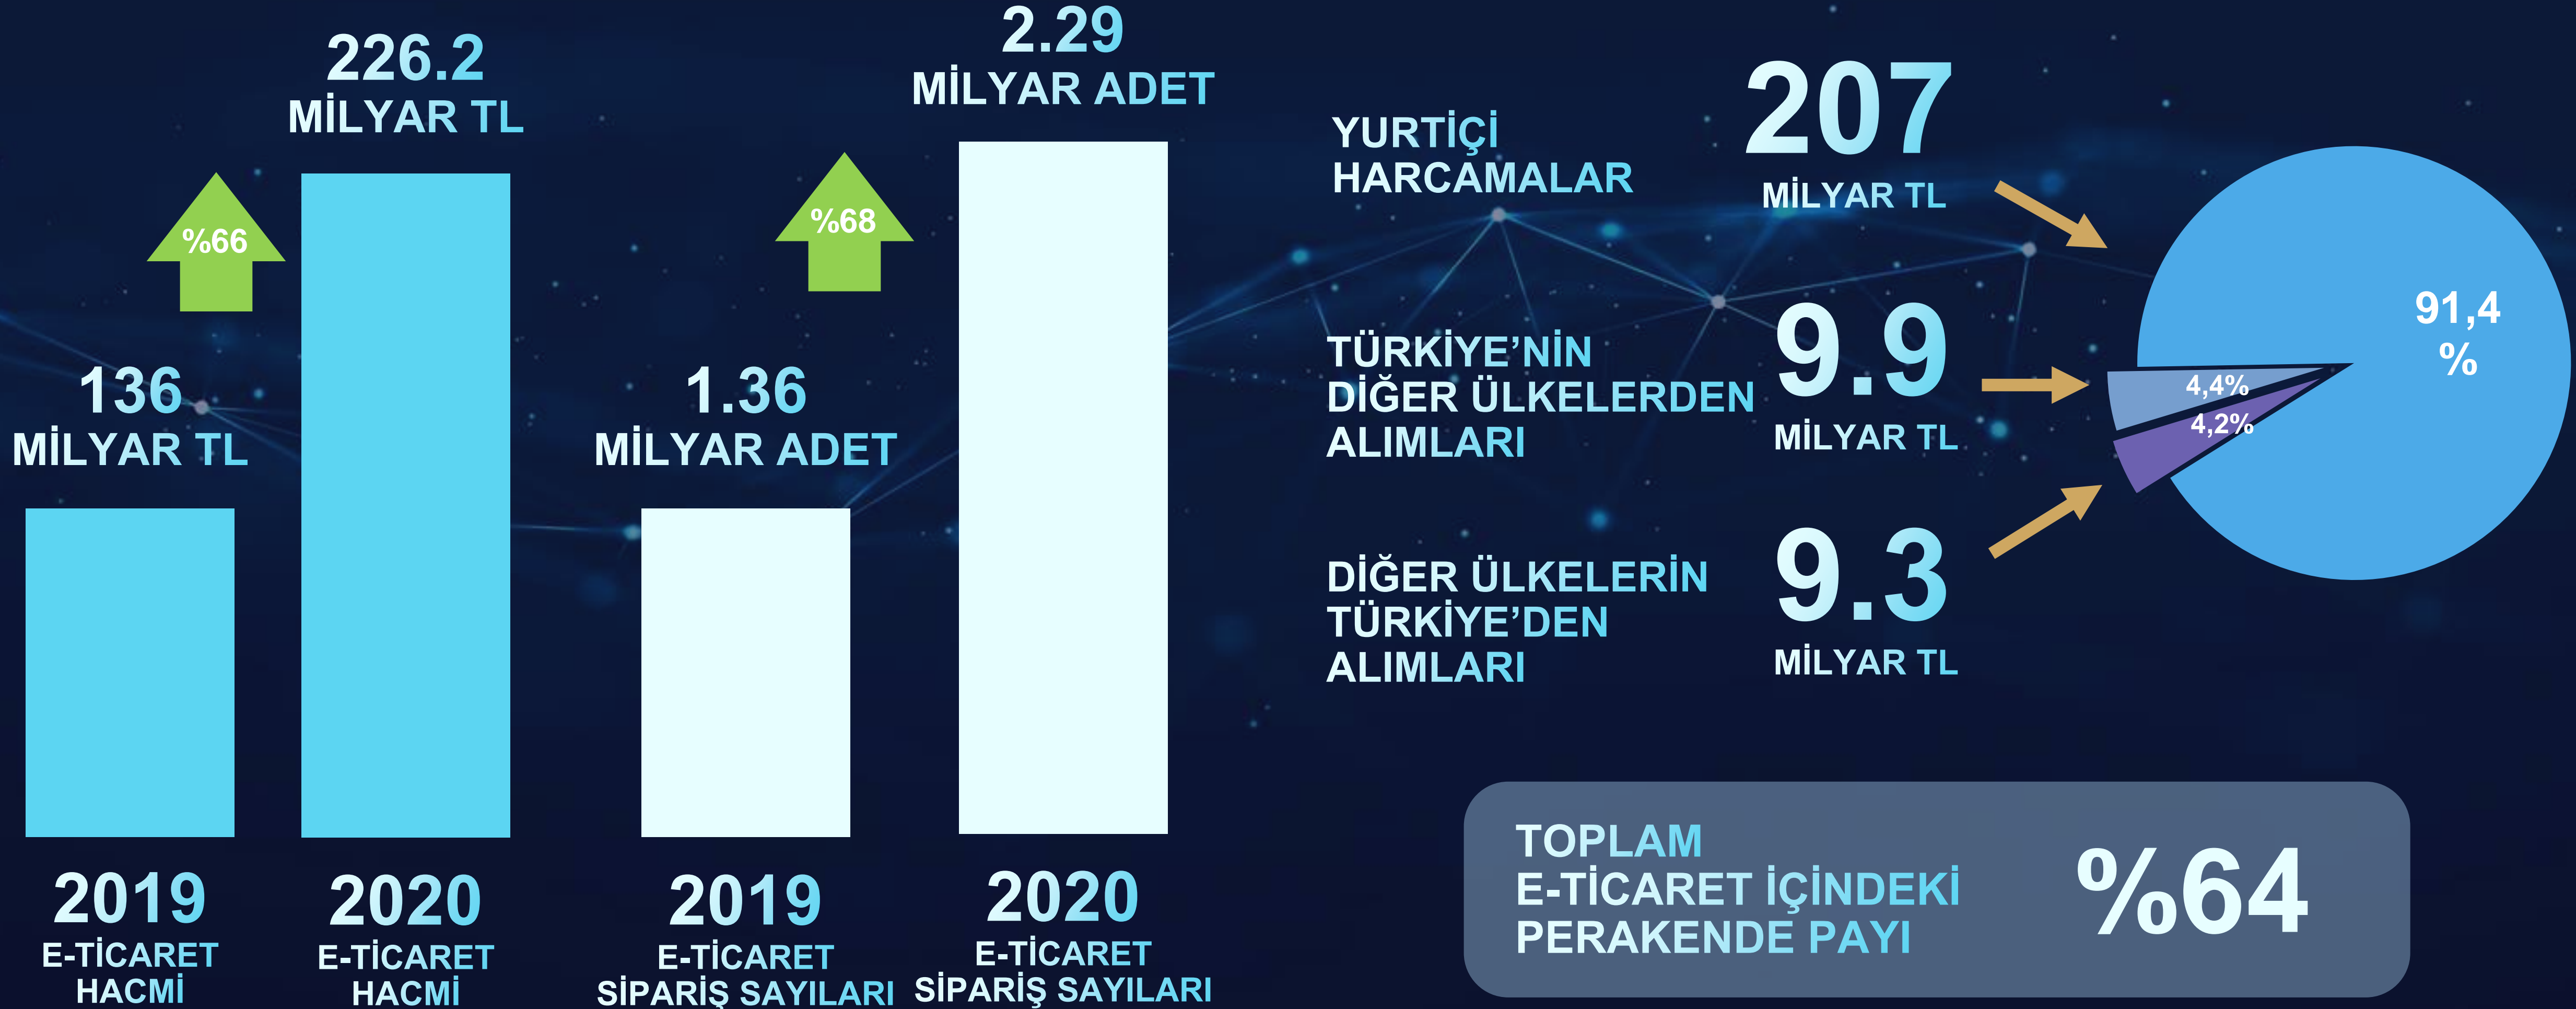 226.2
MİLYAR TL
%66
136
MİLYAR TL
2019
E-TİCARET
HACMİ
2020
E-TİCARET
HACMİ
2.29
MİLYAR ADET
%68
1.36
MİLYAR ADET
2019
E-TİCARET
SİPARİŞ SAYILARI
2020
E-TİCARET
SİPARİŞ SAYILARI
YURTİÇİ
HARCAMALAR
207
MİLYAR TL
TÜRKİYE’NİN
DİĞER ÜLKELERDEN
ALIMLARI
9.9
MİLYAR TL
DİĞER ÜLKELERİN
TÜRKİYE’DEN
ALIMLARI
9.3
MİLYAR TL
91,4
%
4,4%
4,2%
TOPLAM
E-TİCARET İÇİNDEKİ
PERAKENDE PAYI
%64